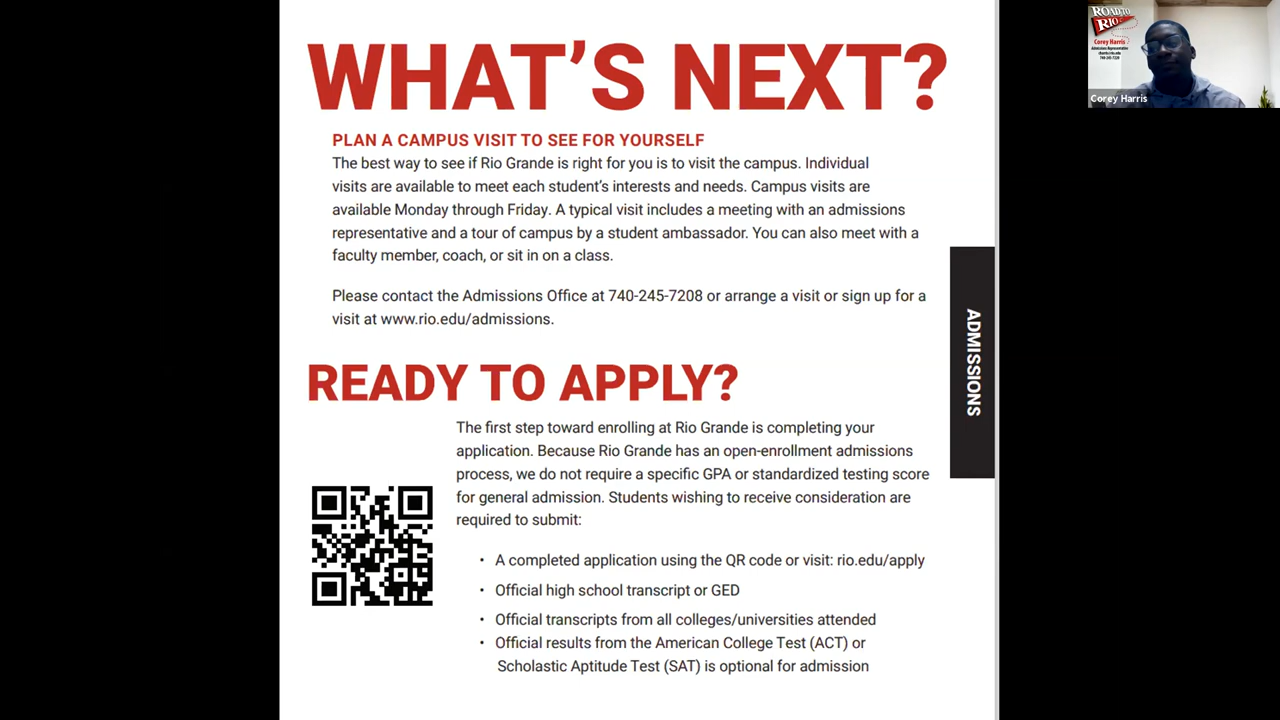 WHAT’S NEXT?
PLAN A CAMPUS VISIT TO SEE FOR YOURSELF
The best way to see if Rio Grande is right for you is to visit the campus. Individual
visits are available to meet each student’s interests and needs. Campus visits are
available Monday through Friday. A typical visit includes a meeting with an admissions
representative and a tour of campus by a student ambassador. You can also meet with a
faculty member, coach, or sit in on a class.
Please contact the Admissions Office at 740-245-7208 or arrange a visit or sign up for a
visit at www.rio.edu/admissions.
READY TO APPLY?
The first step toward enrolling at Rio Grande is completing your
application. Because Rio Grande has an open-enrollment admissions
process, we do not require a specific GPA or standardized testing score
for general admission. Students wishing to receive consideration are
required to submit:
• A completed application using the QR code or visit: rio.edu/apply
• Official high school transcript or GED
• Official transcripts from all colleges/universities attended
• Official results from the American College Test (ACT) or
Scholastic Aptitude Test (SAT) is optional for admission
ADMISSIONS
ROAD TO
RIO
Corey Harris
Admissions Representative
Corey Harris